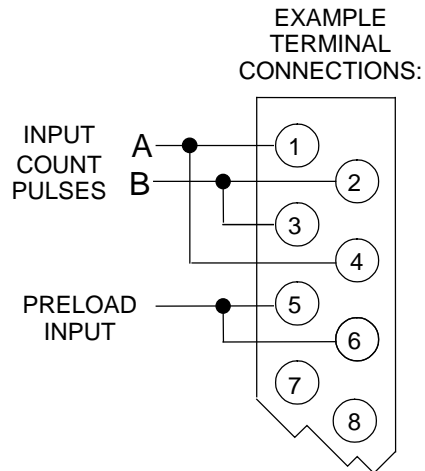 EXAMPLE
TERMINAL
CONNECTIONS:
INPUT
COUNT
PULSES
A
B
1
2
3
4
PRELOAD
INPUT
5
6
7
8